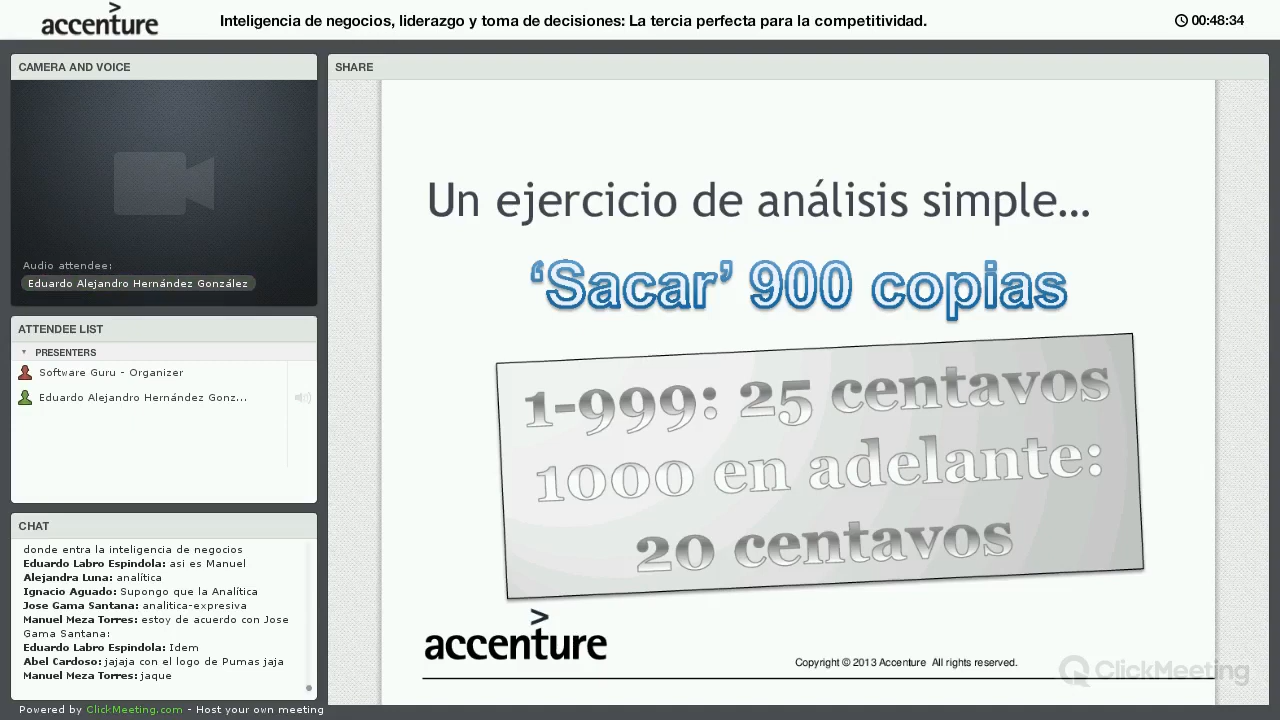 accenture
Inteligencia de negocios, liderazgo y toma de decisiones: La tercia perfecta para la competitividad.
00:48:34
CAMERA AND VOICE
Audio attendee:
Eduardo Alejandro Hernández González
ATTENDEE LIST
PRESENTERS
Software Guru - Organizer
Eduardo Alejandro Hernández Gonz...
CHAT
donde entra la inteligencia de negocios
Eduardo Labro Espindola: asi es Manuel
Alejandra Luna: analítica
Ignacio Aguado: Supongo que la Analítica
Jose Gama Santana: analitica-expresiva
Manuel Meza Torres: estoy de acuerdo con Jose
Gama Santana:
Eduardo Labro Espindola: Idem
Abel Cardoso: jajaja con el logo de Pumas jaja
Manuel Meza Torres: jaque
Powered by ClickMeeting.com - Host your own meeting
SHARE
Un ejercicio de análisis simple...
‘Sacar’ 900 copias
1-999: 25 centavos
1000 en adelante:
20 centavos
accenture
Copyright © 2013 Accenture All rights reserved.
ClickMeeting